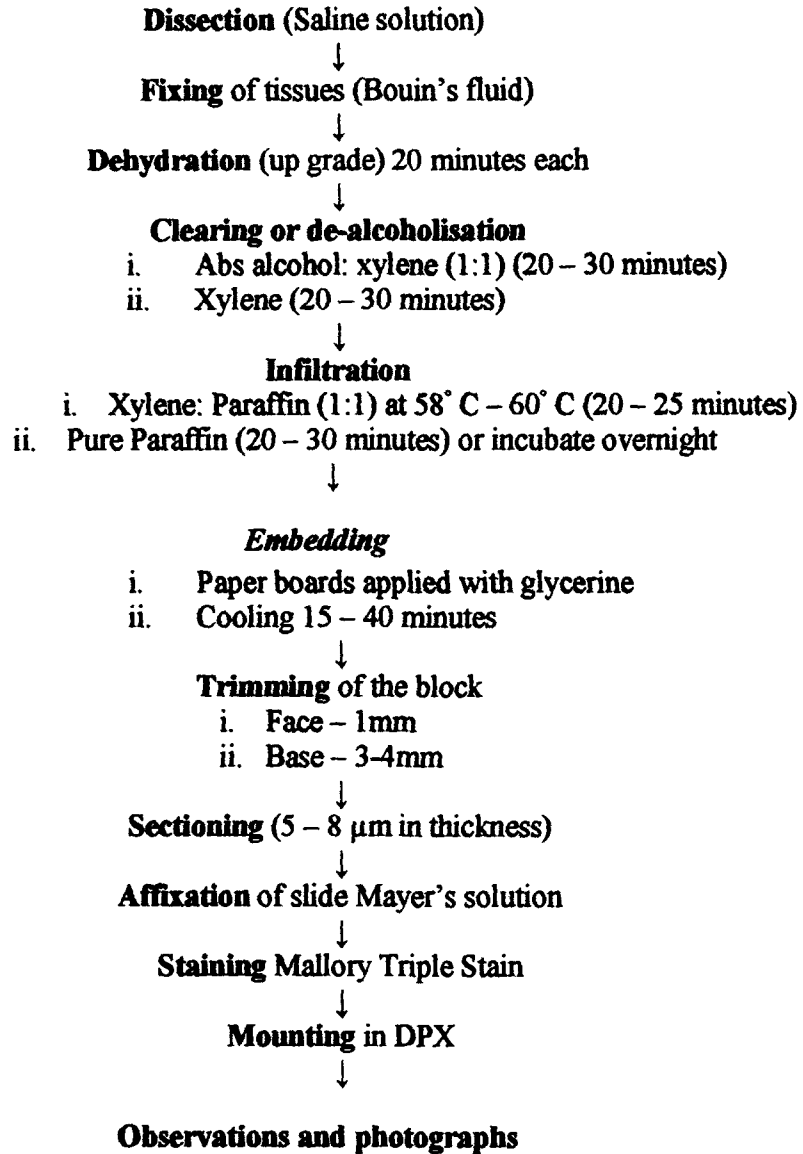 Dissection (Saline solution)
↓
Fixing of tissues (Bouin's fluid)
↓
Dehydration (up grade) 20 minutes each
↓
Clearing or de-alcoholisation
i. Abs alcohol: xylene (1:1) (20 – 30 minutes)
ii. Xylene (20 – 30 minutes)
↓
Infiltration
i. Xylene: Paraffin (1:1) at 58° C – 60° C (20 – 25 minutes)
ii. Pure Paraffin (20 – 30 minutes) or incubate overnight
↓
Embedding
i. Paper boards applied with glycerine
ii. Cooling 15 – 40 minutes
↓
Trimming of the block
i. Face – 1mm
ii. Base – 3-4mm
↓
Sectioning (5 – 8 µm in thickness)
↓
Affixation of slide Mayer's solution
↓
Staining Mallory Triple Stain
↓
Mounting in DPX
↓
Observations and photographs